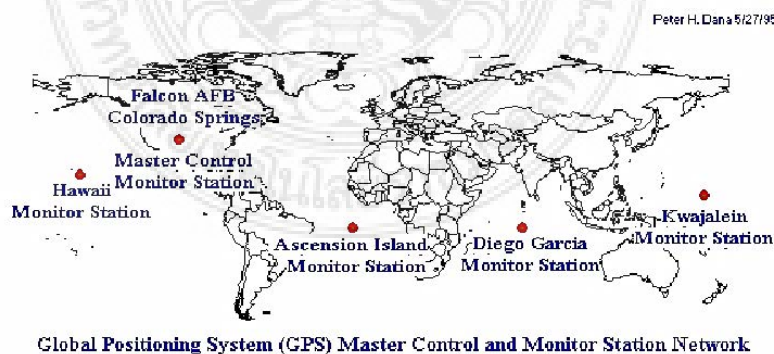 Peter H. Dana 5/27/95
Falcon AFB
Colorado Springs
Master Control
Monitor Station
Hawaii
Monitor Station
Ascension Island
Monitor Station
Diego Garcia
Monitor Station
Kwajalein
Monitor Station
Global Positioning System (GPS) Master Control and Monitor Station Network